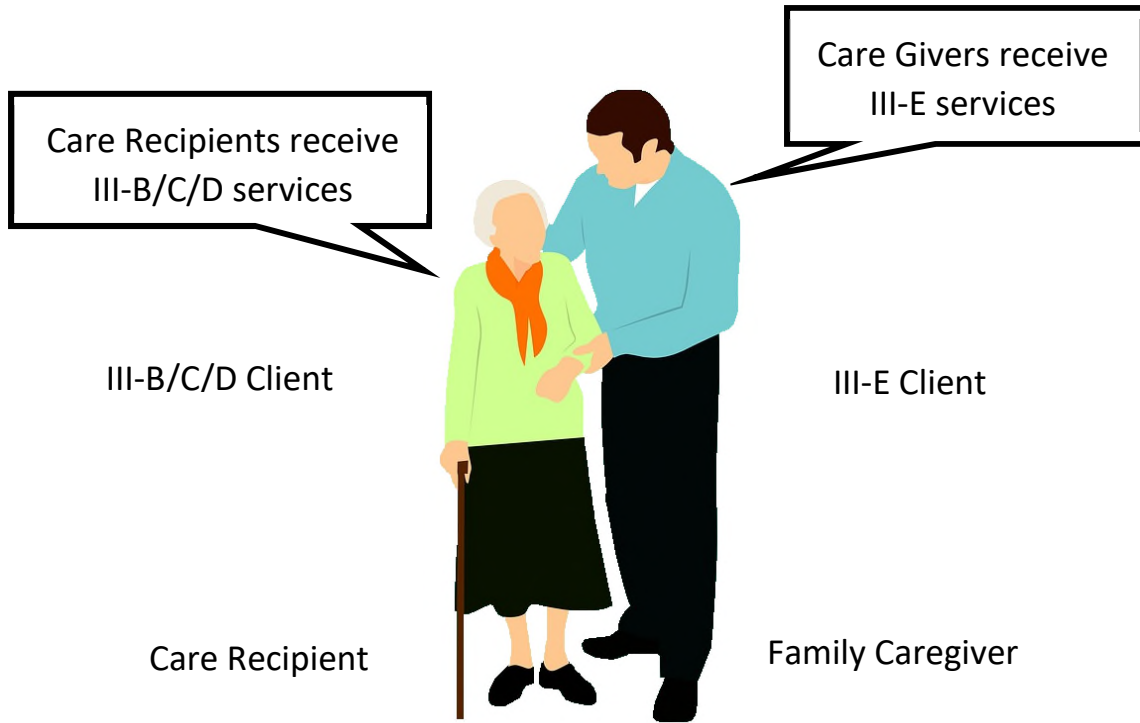 Care Givers receive
III-E services
Care Recipients receive
III-B/C/D services
III-B/C/D Client
III-E Client
Care Recipient
Family Caregiver